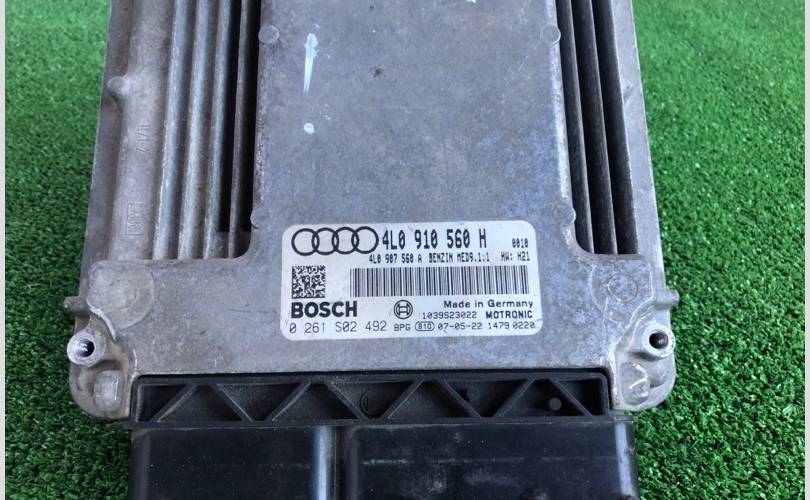 4L0 910 560 H 0010
4L0 907 560 A BENZIN MED9.1.1 HW: H21
BOSCH
Made in Germany
1039S23022 MOTRONIC
0 261 S02 492 BPG 810 07-05-22 1479 0220